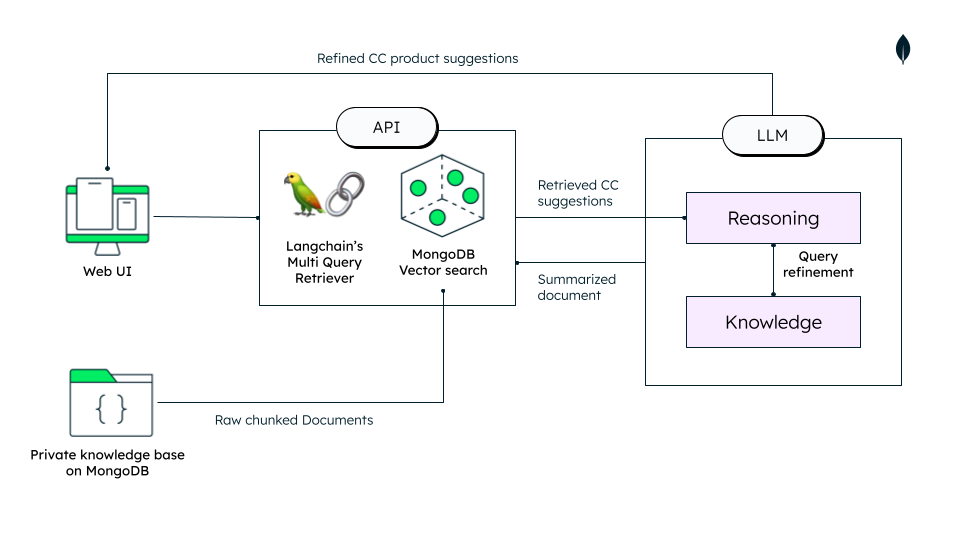 Refined CC product suggestions
API
LLM
Retrieved CC
suggestions
Reasoning
Langchain's
Multi Query
Retriever
MongoDB
Vector search
Web UI
Query
refinement
Summarized
document
Knowledge
{ }
Raw chunked Documents
Private knowledge base
on MongoDB